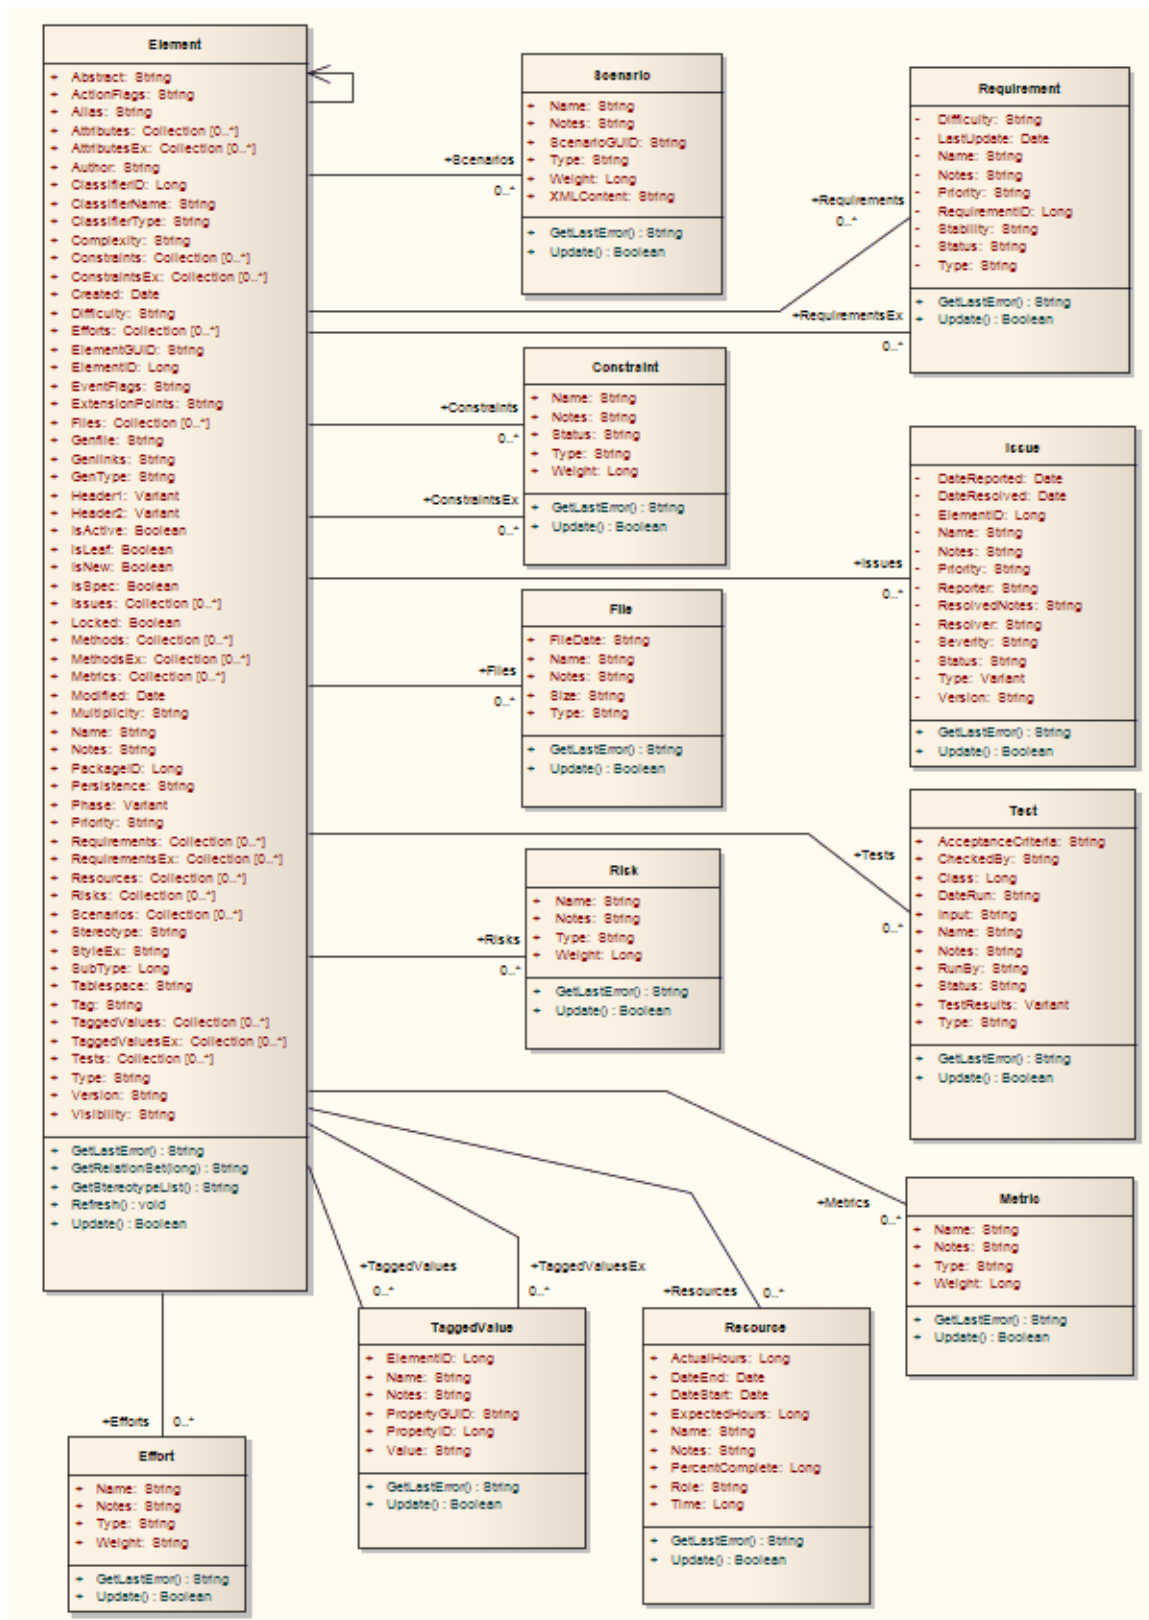 Element
+ Abstract: String
+ ActionFlags: String
+ Alias: String
+ Attributes: Collection [0..*]
+ AttributesEx: Collection [0..*]
+ Author: String
+ ClassifierID: Long
+ ClassifierName: String
+ ClassifierType: String
+ Complexity: String
+ Constraints: Collection [0..*]
+ ConstraintsEx: Collection [0..*]
+ Created: Date
+ Difficulty: String
+ Efforts: Collection [0..*]
+ ElementGUID: String
+ ElementID: Long
+ EventFlags: String
+ ExtensionPoints: String
+ Files: Collection [0..*]
+ Genfile: String
+ Genlinks: String
+ GenType: String
+ Header1: Variant
+ Header2: Variant
+ IsActive: Boolean
+ IsLeaf: Boolean
+ IsNew: Boolean
+ IsSpec: Boolean
+ Issues: Collection [0..*]
+ Locked: Boolean
+ Methods: Collection [0..*]
+ MethodsEx: Collection [0..*]
+ Metrics: Collection [0..*]
+ Modified: Date
+ Multiplicity: String
+ Name: String
+ Notes: String
+ PackageID: Long
+ Persistence: String
+ Phase: Variant
+ Priority: String
+ Requirements: Collection [0..*]
+ RequirementsEx: Collection [0..*]
+ Resources: Collection [0..*]
+ Risks: Collection [0..*]
+ Scenarios: Collection [0..*]
+ Stereotype: String
+ StyleEx: String
+ SubType: Long
+ Tablespace: String
+ Tag: String
+ TaggedValues: Collection [0..*]
+ TaggedValuesEx: Collection [0..*]
+ Tests: Collection [0..*]
+ Type: String
+ Version: String
+ Visibility: String
+ GetLastError() : String
+ GetRelationSet(long) : String
+ GetStereotypeList() : String
+ Refresh() : void
+ Update() : Boolean
+Scenarios
0..*
Scenario
+ Name: String
+ Notes: String
+ ScenarioGUID: String
+ Type: String
+ Weight: Long
+ XMLContent: String
+ GetLastError() : String
+ Update() : Boolean
+Requirements
0..*
+RequirementsEx
0..*
Requirement
- Difficulty: String
- LastUpdate: Date
- Name: String
- Notes: String
- Priority: String
- RequirementID: Long
- Stability: String
- Status: String
- Type: String
+ GetLastError() : String
+ Update() : Boolean
+Constraints
0..*
+ConstraintsEx
0..*
Constraint
+ Name: String
+ Notes: String
+ Status: String
+ Type: String
+ Weight: Long
+ GetLastError() : String
+ Update() : Boolean
+Issues
0..*
Issue
- DateReported: Date
- DateResolved: Date
- ElementID: Long
- Name: String
- Notes: String
- Priority: String
- Reporter: String
- ResolvedNotes: String
- Resolver: String
- Severity: String
- Status: String
- Type: Variant
- Version: String
+ GetLastError() : String
+ Update() : Boolean
+Files
0..*
File
+ FileDate: String
+ Name: String
+ Notes: String
+ Size: String
+ Type: String
+ GetLastError() : String
+ Update() : Boolean
+Tests
0..*
Test
+ AcceptanceCriteria: String
+ CheckedBy: String
+ Class: Long
+ DateRun: String
+ Input: String
+ Name: String
+ Notes: String
+ RunBy: String
+ Status: String
+ TestResults: Variant
+ Type: String
+ GetLastError() : String
+ Update() : Boolean
+Risks
0..*
Risk
+ Name: String
+ Notes: String
+ Type: String
+ Weight: Long
+ GetLastError() : String
+ Update() : Boolean
+Metrics
0..*
Metric
+ Name: String
+ Notes: String
+ Type: String
+ Weight: Long
+ GetLastError() : String
+ Update() : Boolean
+TaggedValues
0..*
+TaggedValuesEx
0..*
TaggedValue
+ ElementID: Long
+ Name: String
+ Notes: String
+ PropertyGUID: String
+ PropertyID: Long
+ Value: String
+ GetLastError() : String
+ Update() : Boolean
+Resources
0..*
Resource
+ ActualHours: Long
+ DateEnd: Date
+ DateStart: Date
+ ExpectedHours: Long
+ Name: String
+ Notes: String
+ PercentComplete: Long
+ Role: String
+ Time: Long
+ GetLastError() : String
+ Update() : Boolean
+Efforts
0..*
Effort
+ Name: String
+ Notes: String
+ Type: String
+ Weight: String
+ GetLastError() : String
+ Update() : Boolean